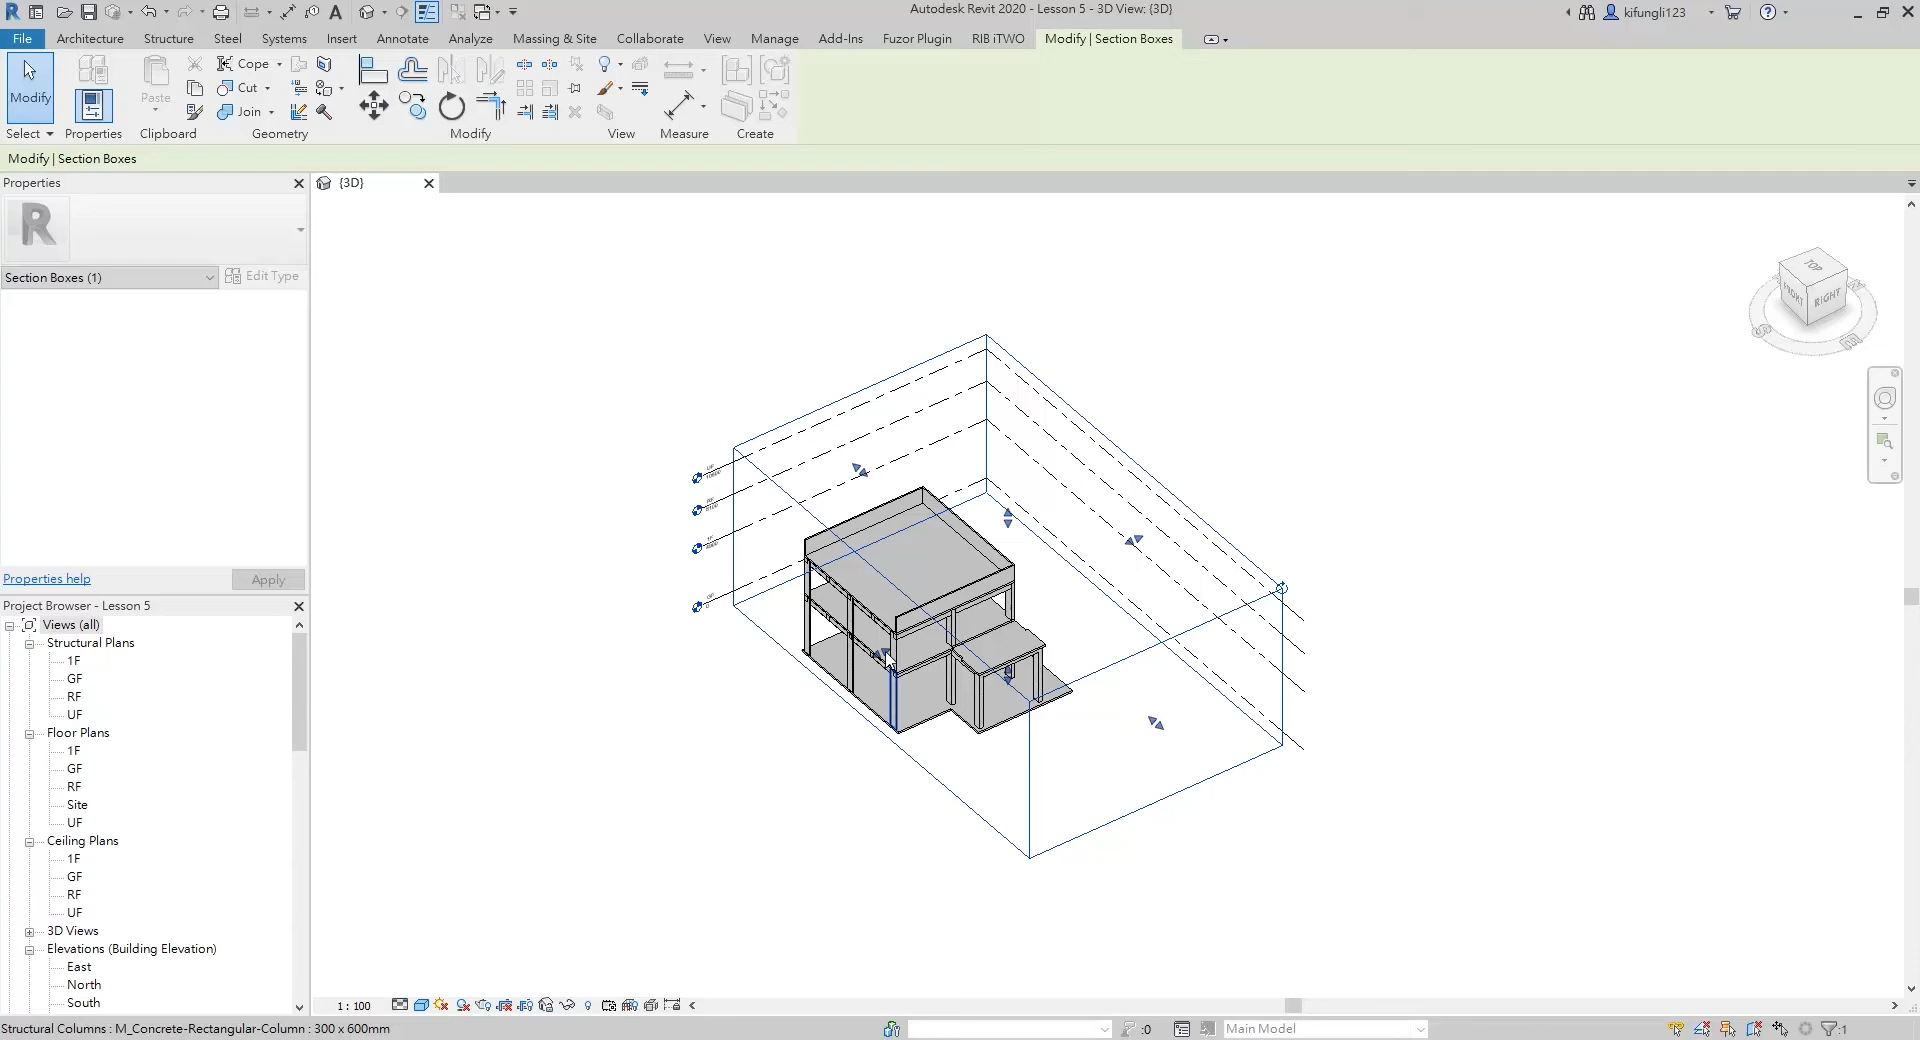 Autodesk Revit 2020 - Lesson 5 - 3D View: {3D}
kifungli123
File Architecture Structure Steel Systems Insert Annotate Analyze Massing & Site Collaborate View Manage Add-Ins Fuzor Plugin RIB iTWO Modify | Section Boxes
Modify
Paste
Cope
Cut
Join
Select Properties Clipboard Geometry Modify View Measure Create
Modify | Section Boxes
Properties
{3D}
Section Boxes (1)
Edit Type
Properties help
Apply
Project Browser - Lesson 5
Views (all)
Structural Plans
1F
GF
RF
UF
Floor Plans
1F
GF
RF
Site
UF
Ceiling Plans
1F
GF
RF
UF
3D Views
Elevations (Building Elevation)
East
North
South
TOP
FRONT
RIGHT
S
E
1 : 100
Structural Columns : M_Concrete-Rectangular-Column : 300 x 600mm
:0
Main Model
:1